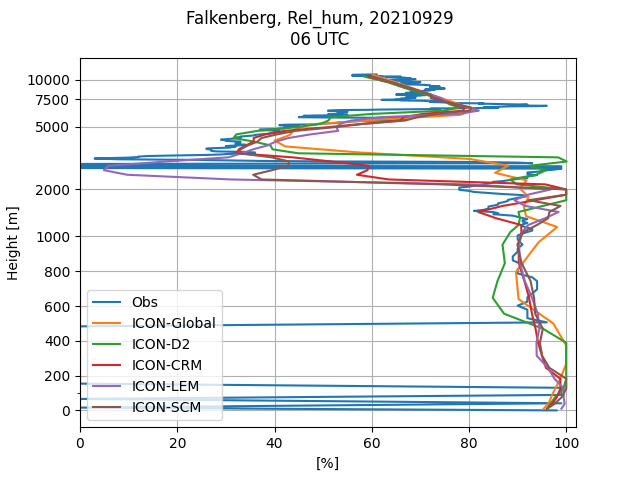 Falkenberg, Rel_hum, 20210929
06 UTC
10000
7500
5000
2000
1000
800
600
400
200
0
Height [m]
Obs
ICON-Global
ICON-D2
ICON-CRM
ICON-LEM
ICON-SCM
0 20 40 60 80 100
[%]